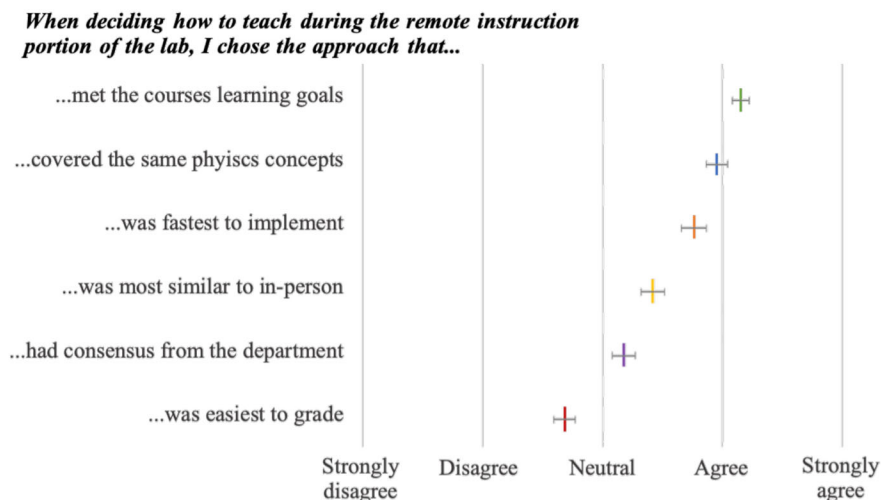 When deciding how to teach during the remote instruction
portion of the lab, I chose the approach that...
...met the courses learning goals
...covered the same phyiscs concepts
...was fastest to implement
...was most similar to in-person
...had consensus from the department
...was easiest to grade
Strongly
disagree
Disagree
Neutral
Agree
Strongly
agree